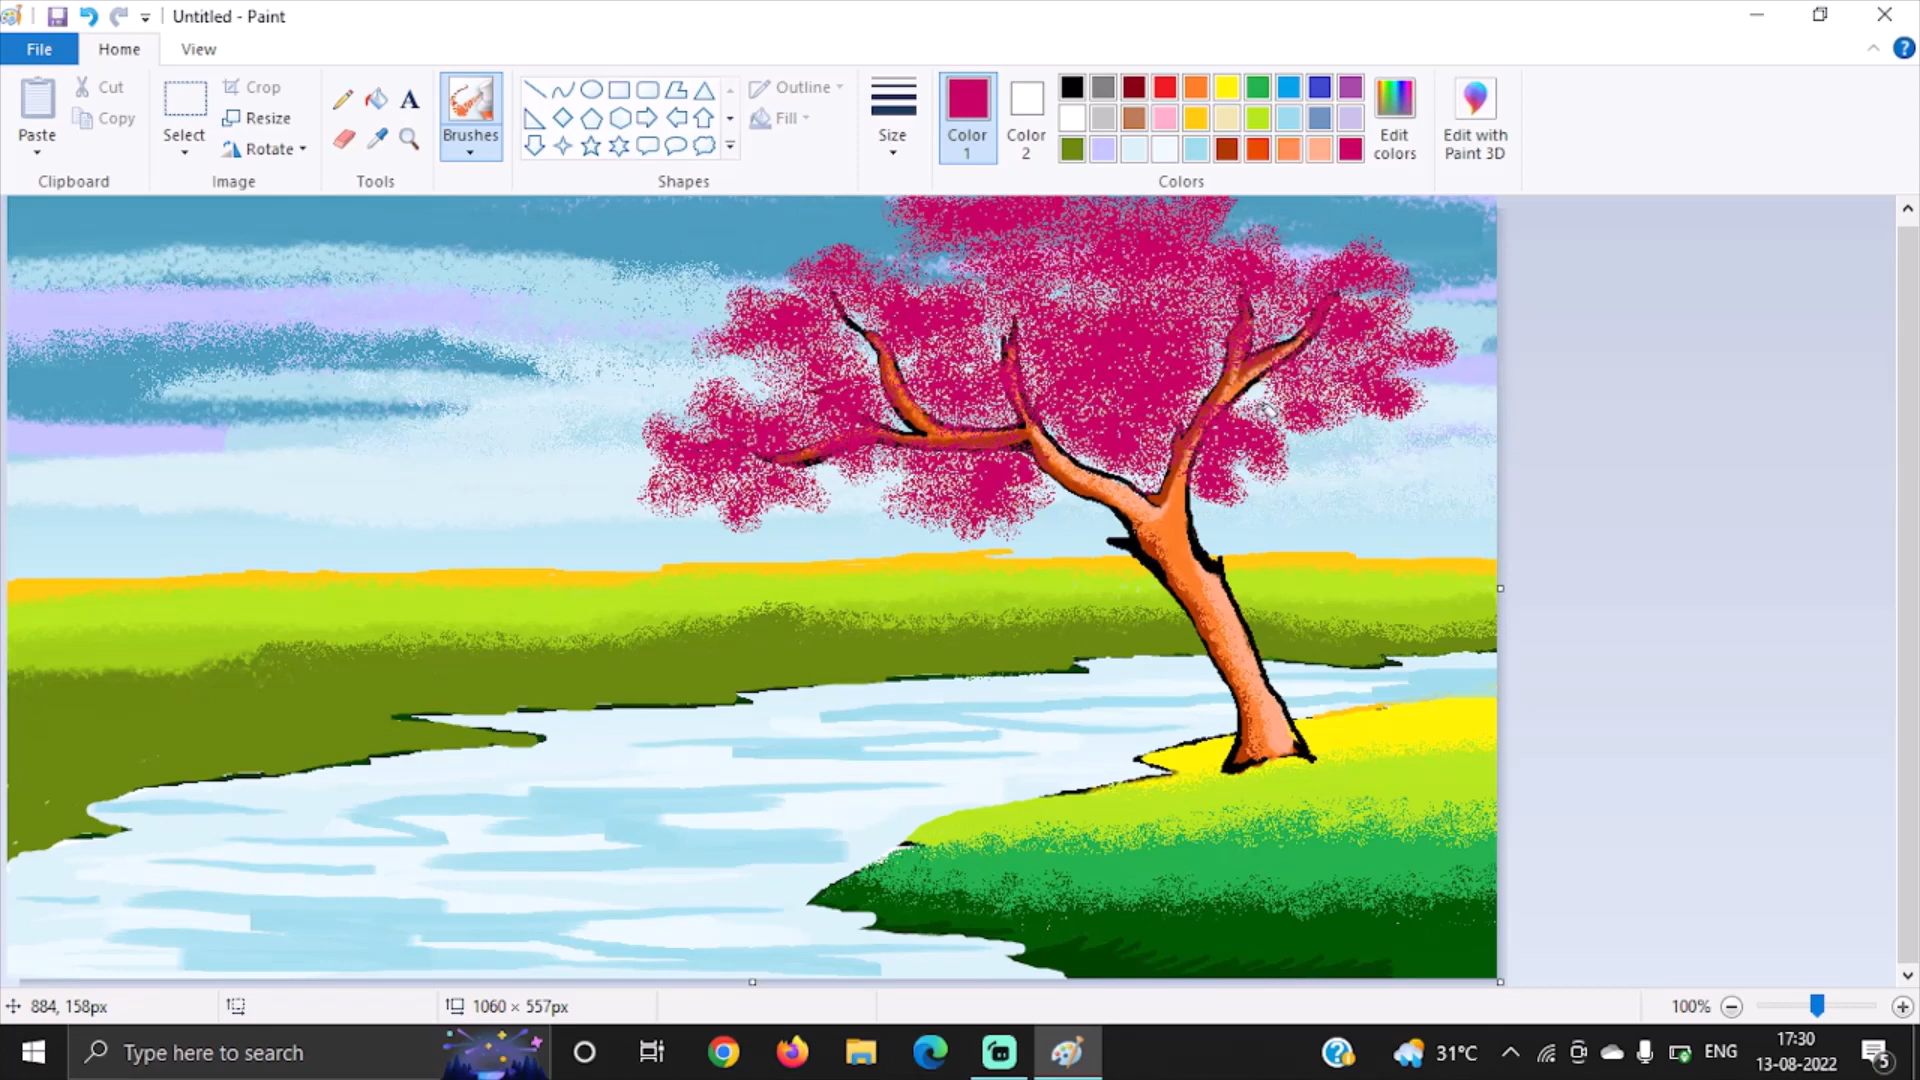 Untitled - Paint
File Home View
Paste Cut Copy Clipboard
Select Crop Resize Rotate Image
A
Tools
Brushes
Shapes
Outline Fill
Size
Color 1
Color 2
Edit colors
Colors
Edit with Paint 3D
884, 158px 1060 × 557px 100%
Type here to search 31°C ENG 17:30
13-08-2022 5